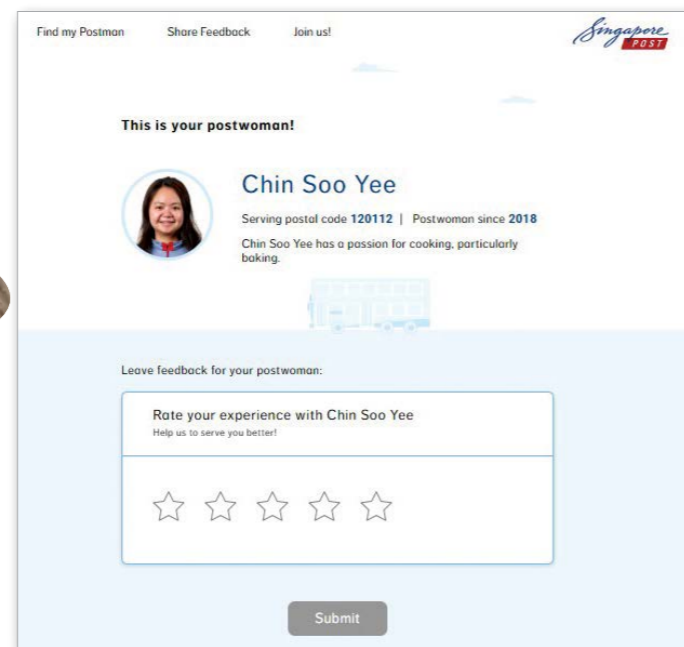 Find my Postman Share Feedback Join us!
Singapore
POST
This is your postwoman!
Chin Soo Yee
Serving postal code 120112 | Postwoman since 2018
Chin Soo Yee has a passion for cooking, particularly
baking.
Leave feedback for your postwoman:
Rate your experience with Chin Soo Yee
Help us to serve you better!
Submit